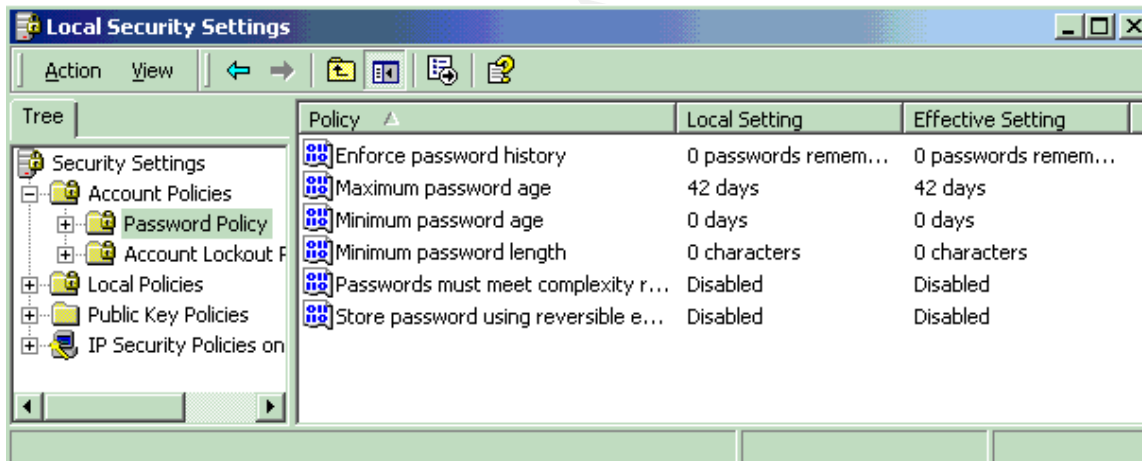 Local Security Settings
Action View
Tree
Security Settings
Account Policies
Password Policy
Account Lockout P
Local Policies
Public Key Policies
IP Security Policies on
Policy Local Setting Effective Setting
Enforce password history 0 passwords remem... 0 passwords remem...
Maximum password age 42 days 42 days
Minimum password age 0 days 0 days
Minimum password length 0 characters 0 characters
Passwords must meet complexity r... Disabled Disabled
Store password using reversible e... Disabled Disabled